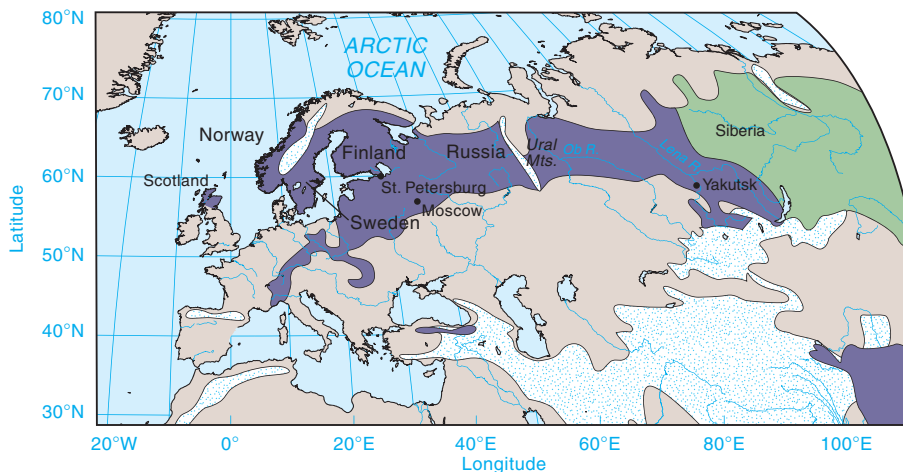 80°N
ARCTIC
OCEAN
70°N
Norway
Siberia
Finland
Russia
Ural
Mts.
Ob R.
Lena R.
Scotland
60°N
St. Petersburg
Yakutsk
Moscow
Sweden
Latitude
50°N
40°N
30°N
20°W
0°
20°E
40°E
60°E
80°E
100°E
Longitude